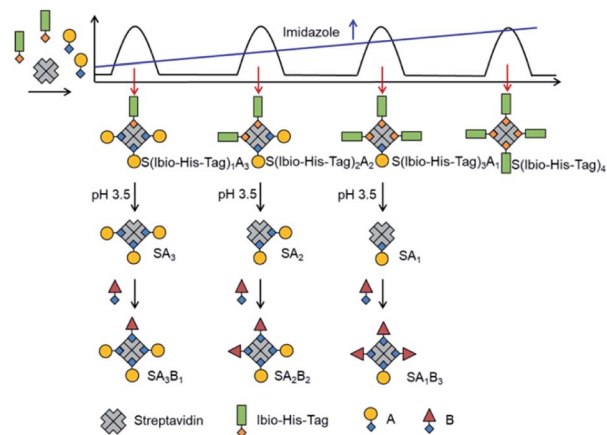 Imidazole
S(Ibio-His-Tag)₁A₃ S(Ibio-His-Tag)₂A₂ S(Ibio-His-Tag)₃A₁ S(Ibio-His-Tag)₄
pH 3.5 pH 3.5 pH 3.5
SA₃ SA₂ SA₁
SA₃B₁ SA₂B₂ SA₁B₃
Streptavidin Ibio-His-Tag A B